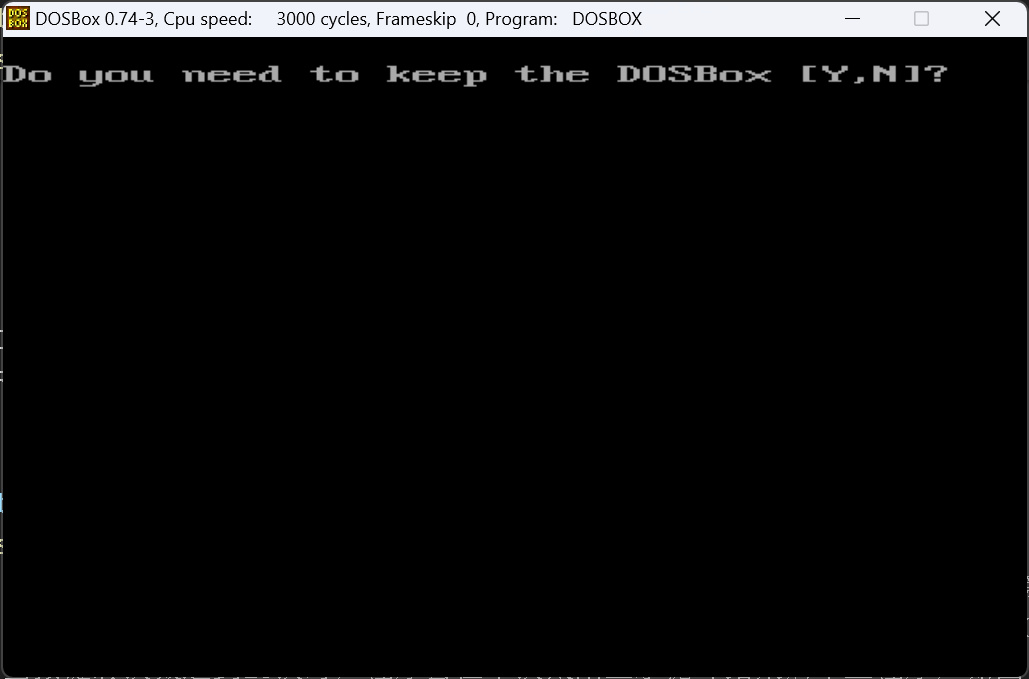 DOSBox 0.74-3, Cpu speed: 3000 cycles, Frameskip 0, Program: DOSBOX
Do you need to keep the DOSBox [Y,N]?